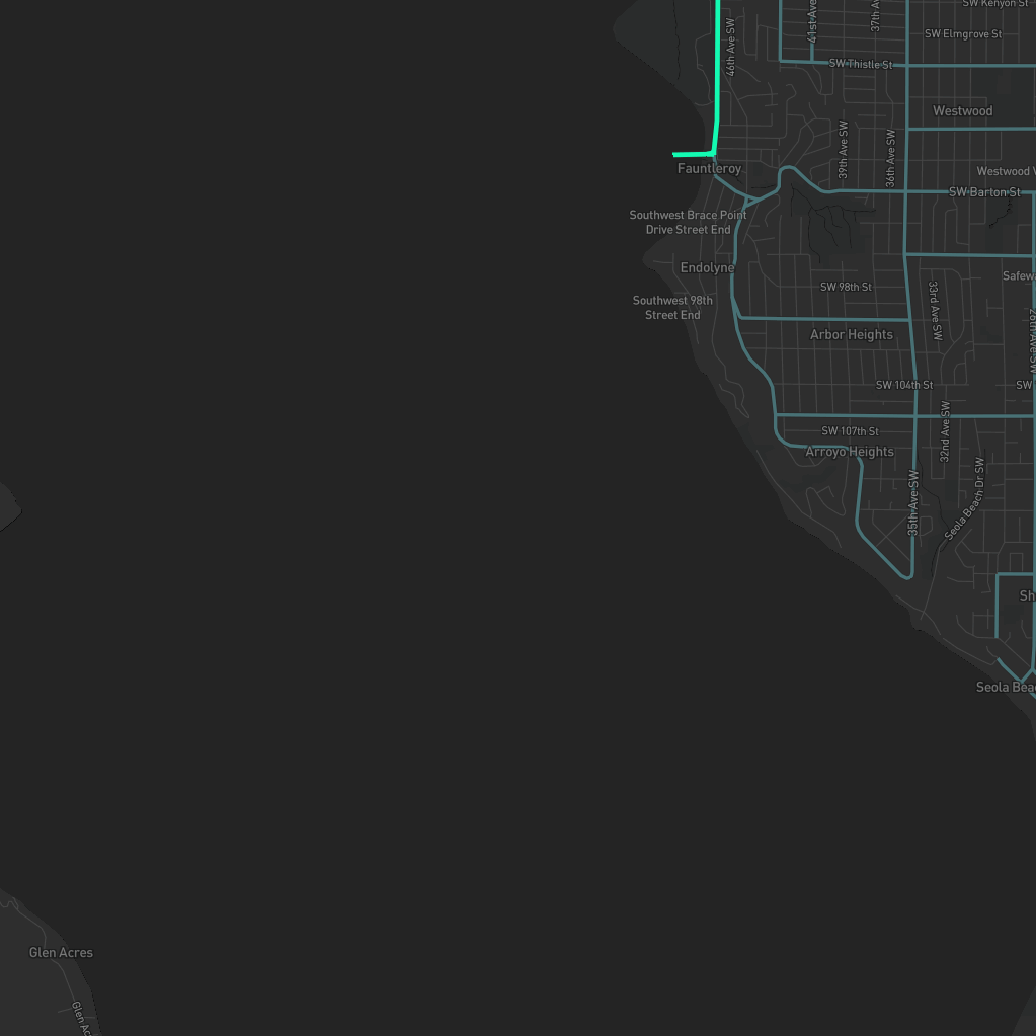 SW Kenyon St
37th Av
41st Ave
46th Ave SW
SW Elmgrove St
SW Thistle St
Westwood
39th Ave SW
36th Ave SW
Fauntleroy
Westwood V
SW Barton St
Southwest Brace Point
Drive Street End
Endolyne
Safewa
SW 98th St
33rd Ave SW
Southwest 98th
Street End
Arbor Heights
SW 104th St
SW
32nd Ave SW
SW 107th St
Arroyo Heights
35th Ave SW
Seola Beach Dr SW
Sh
Seola Beac
Glen Acres
Glen Ac